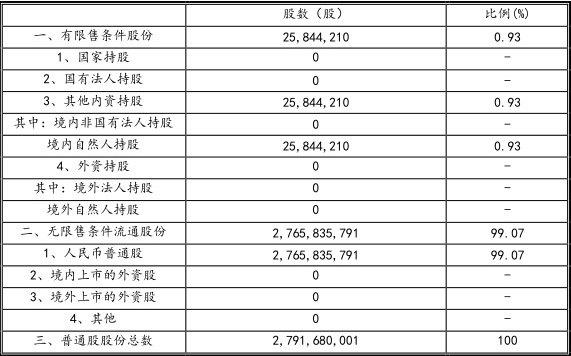 股数（股） 比例(%)
一、有限售条件股份 25,844,210 0.93
1、国家持股 0 -
2、国有法人持股 0 -
3、其他内资持股 25,844,210 0.93
其中：境内非国有法人持股 0 -
境内自然人持股 25,844,210 0.93
4、外资持股 0 -
其中：境外法人持股 0 -
境外自然人持股 0 -
二、无限售条件流通股份 2,765,835,791 99.07
1、人民币普通股 2,765,835,791 99.07
2、境内上市的外资股 0 -
3、境外上市的外资股 0 -
4、其他 0 -
三、普通股股份总数 2,791,680,001 100